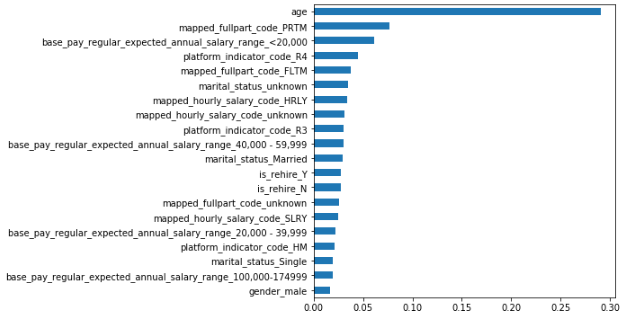 age
mapped_fullpart_code_PRTM
base_pay_regular_expected_annual_salary_range_<20,000
platform_indicator_code_R4
mapped_fullpart_code_FLTM
marital_status_unknown
mapped_hourly_salary_code_HRLY
mapped_hourly_salary_code_unknown
platform_indicator_code_R3
base_pay_regular_expected_annual_salary_range_40,000 - 59,999
marital_status_Married
is_rehire_Y
is_rehire_N
mapped_fullpart_code_unknown
mapped_hourly_salary_code_SLRY
base_pay_regular_expected_annual_salary_range_20,000 - 39,999
platform_indicator_code_HM
marital_status_Single
base_pay_regular_expected_annual_salary_range_100,000-174999
gender_male
0.00 0.05 0.10 0.15 0.20 0.25 0.30